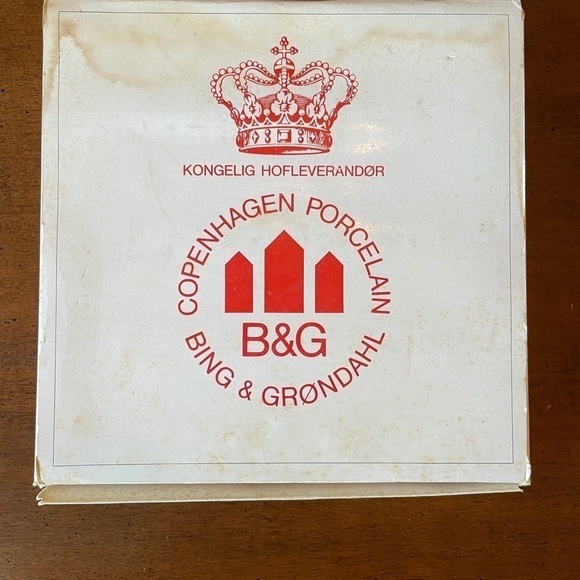 KONGELIG HOFLEVERANDØR
COPENHAGEN PORCELAIN
B&G
BING & GRØNDAHL